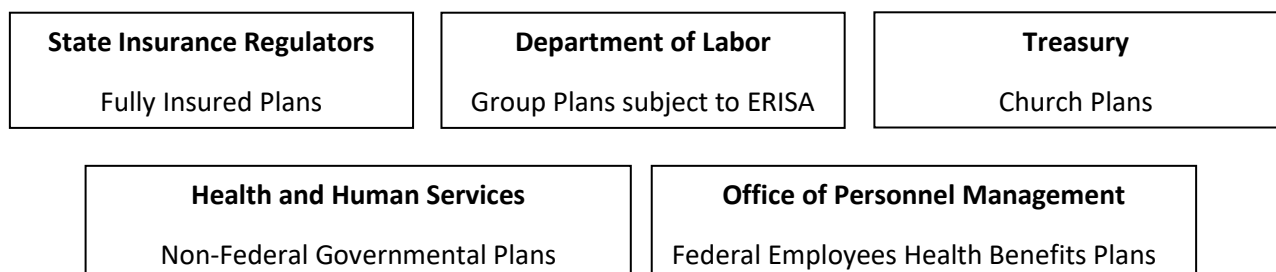 State Insurance Regulators
Fully Insured Plans
Department of Labor
Group Plans subject to ERISA
Treasury
Church Plans
Health and Human Services
Non-Federal Governmental Plans
Office of Personnel Management
Federal Employees Health Benefits Plans